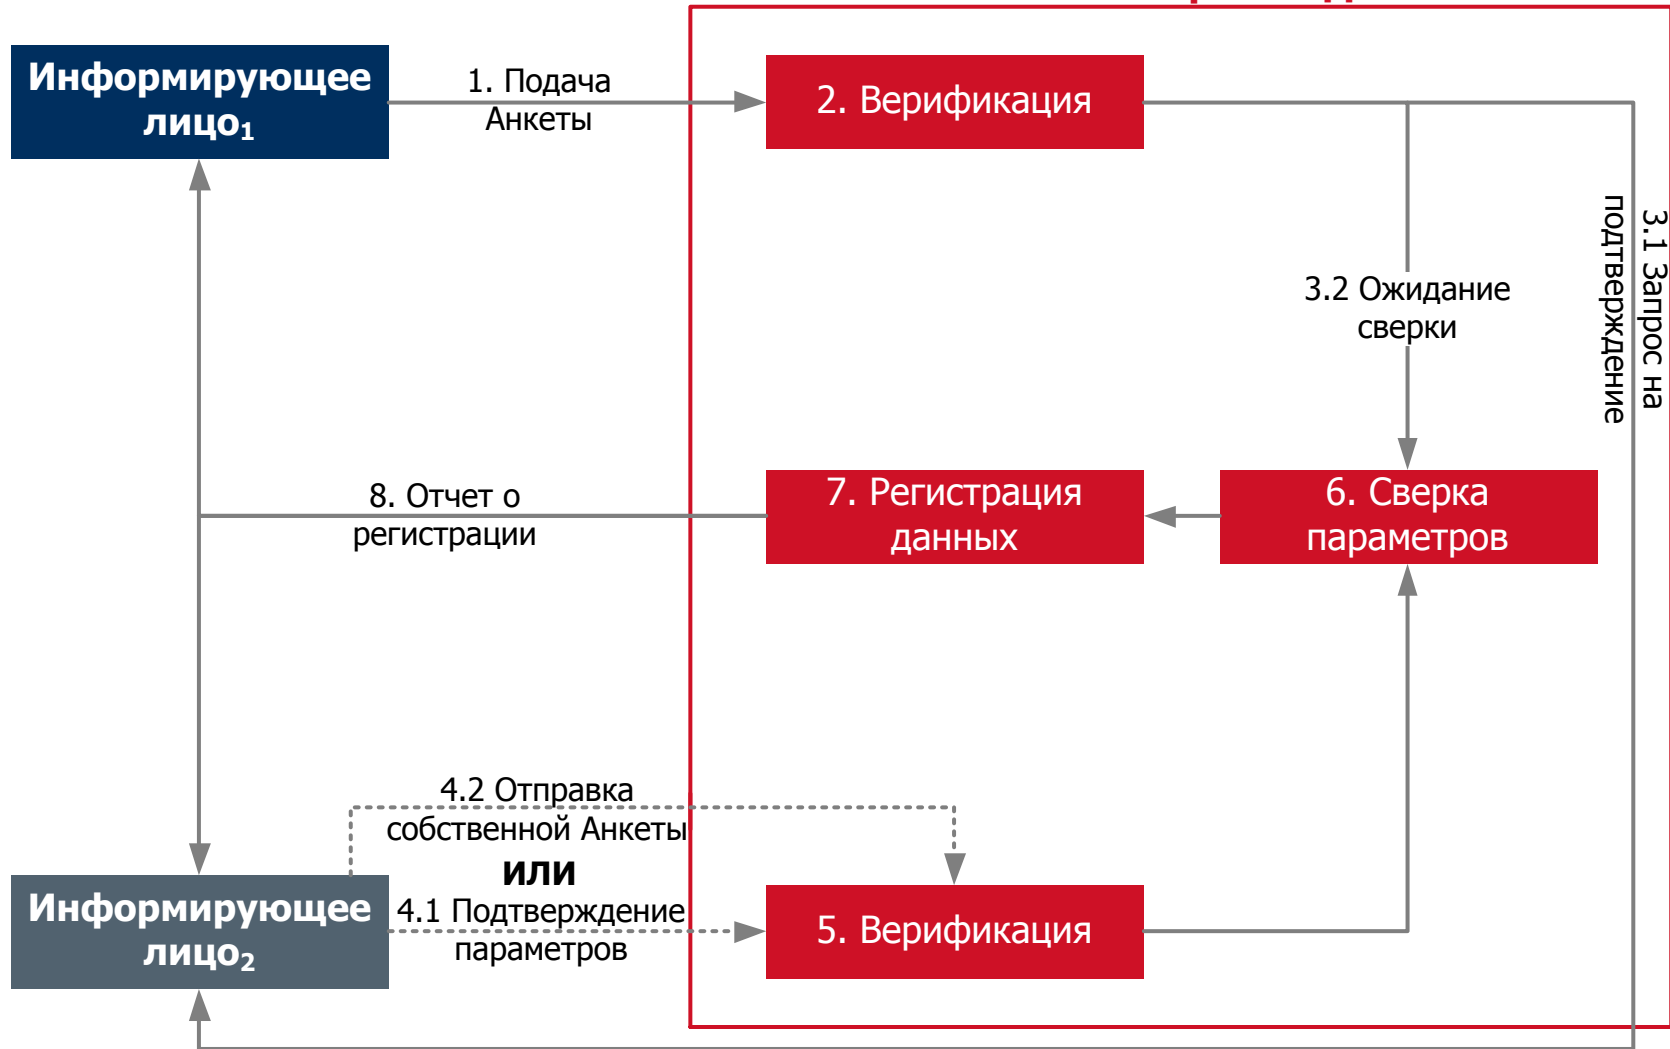 Информирующее
лицо₁
1. Подача
Анкеты
2. Верификация
3.1 Запрос на
подтверждение
3.2 Ожидание
сверки
8. Отчет о
регистрации
7. Регистрация
данных
6. Сверка
параметров
4.2 Отправка
собственной Анкеты
ИЛИ
4.1 Подтверждение
параметров
Информирующее
лицо₂
5. Верификация